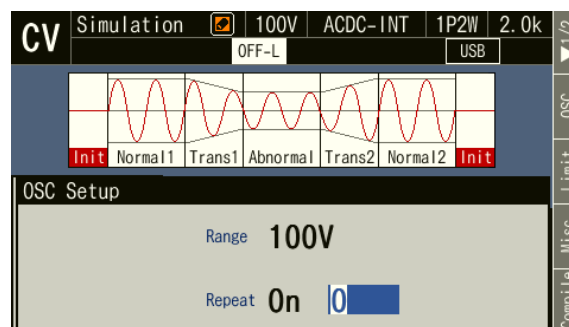 CV Simulation 100V ACDC-INT 1P2W 2.0k
OFF-L USB
▼1/2
OSC
Limit
Misc
Compile
Init Normal1 Trans1 Abnormal Trans2 Normal2 Init
OSC Setup
Range 100V
Repeat On 0